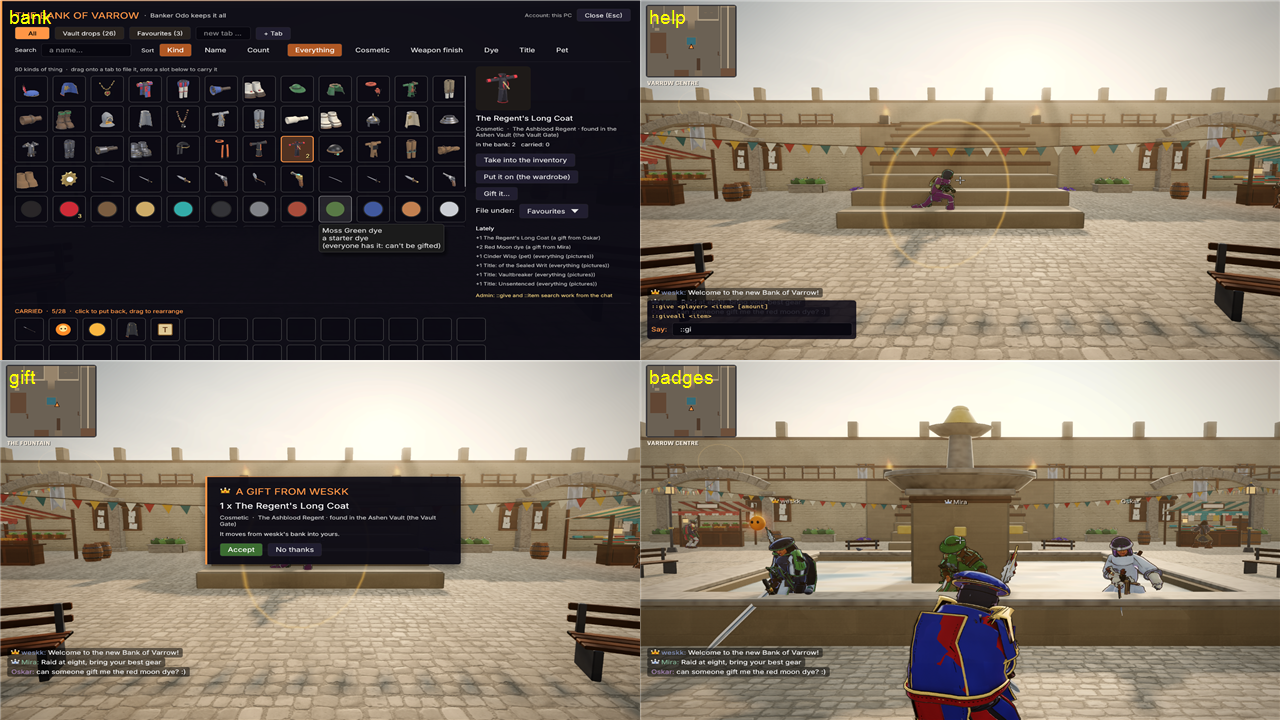 bank
THE BANK OF VARROW · Banker Odo keeps it all
Account: this PC
Close (Esc)
All
Vault drops (26)
Favourites (3)
new tab ...
+ Tab
Search
a name...
Sort
Kind
Name
Count
Everything
Cosmetic
Weapon finish
Dye
Title
Pet
80 kinds of thing · drag onto a tab to file it, onto a slot below to carry it
2
3
The Regent's Long Coat
Cosmetic · The Ashblood Regent · found in the
Ashen Vault (the Vault Gate)
in the bank: 2 carried: 0
Take into the inventory
Put it on (the wardrobe)
Gift it...
File under:
Favourites
Moss Green dye
a starter dye
(everyone has it: can't be gifted)
Lately
+1 The Regent's Long Coat (a gift from Oskar)
+2 Red Moon dye (a gift from Mira)
+1 Cinder Wisp (pet) (everything (pictures))
+1 Title: of the Sealed Writ (everything (pictures))
+1 Title: Vaultbreaker (everything (pictures))
+1 Title: Unsentenced (everything (pictures))
Admin: ::give and ::item search work from the chat
CARRIED · 5/28 · click to put back, drag to rearrange
T
help
VARROW CENTRE
weskk: Welcome to the new Bank of Varrow!
::give <player> <item> [amount]
::giveall <item>
Say:
::gi
gift
THE FOUNTAIN
A GIFT FROM WESKK
1 x The Regent's Long Coat
Cosmetic · The Ashblood Regent · found in the Ashen Vault (the Vault
Gate)
It moves from weskk's bank into yours.
Accept
No thanks
weskk: Welcome to the new Bank of Varrow!
Mira: Raid at eight, bring your best gear
Oskar: can someone gift me the red moon dye? :)
badges
VARROW CENTRE
weskk
Mira
Oskar
weskk: Welcome to the new Bank of Varrow!
Mira: Raid at eight, bring your best gear
Oskar: can someone gift me the red moon dye? :)